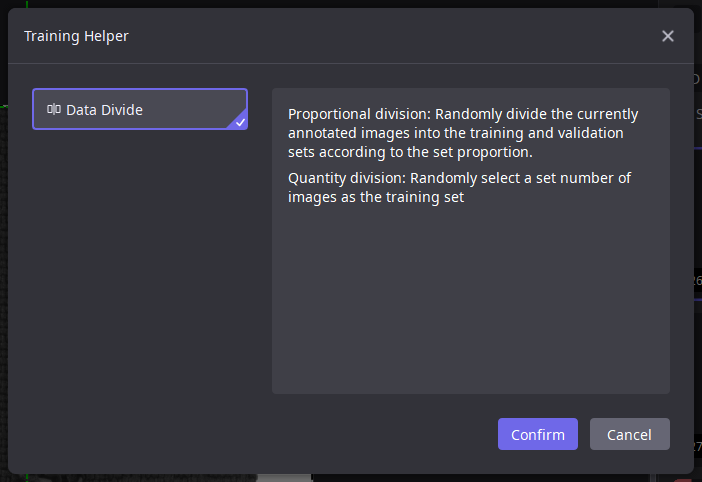 Training Helper
Data Divide
Proportional division: Randomly divide the currently
annotated images into the training and validation
sets according to the set proportion.
Quantity division: Randomly select a set number of
images as the training set
Confirm
Cancel